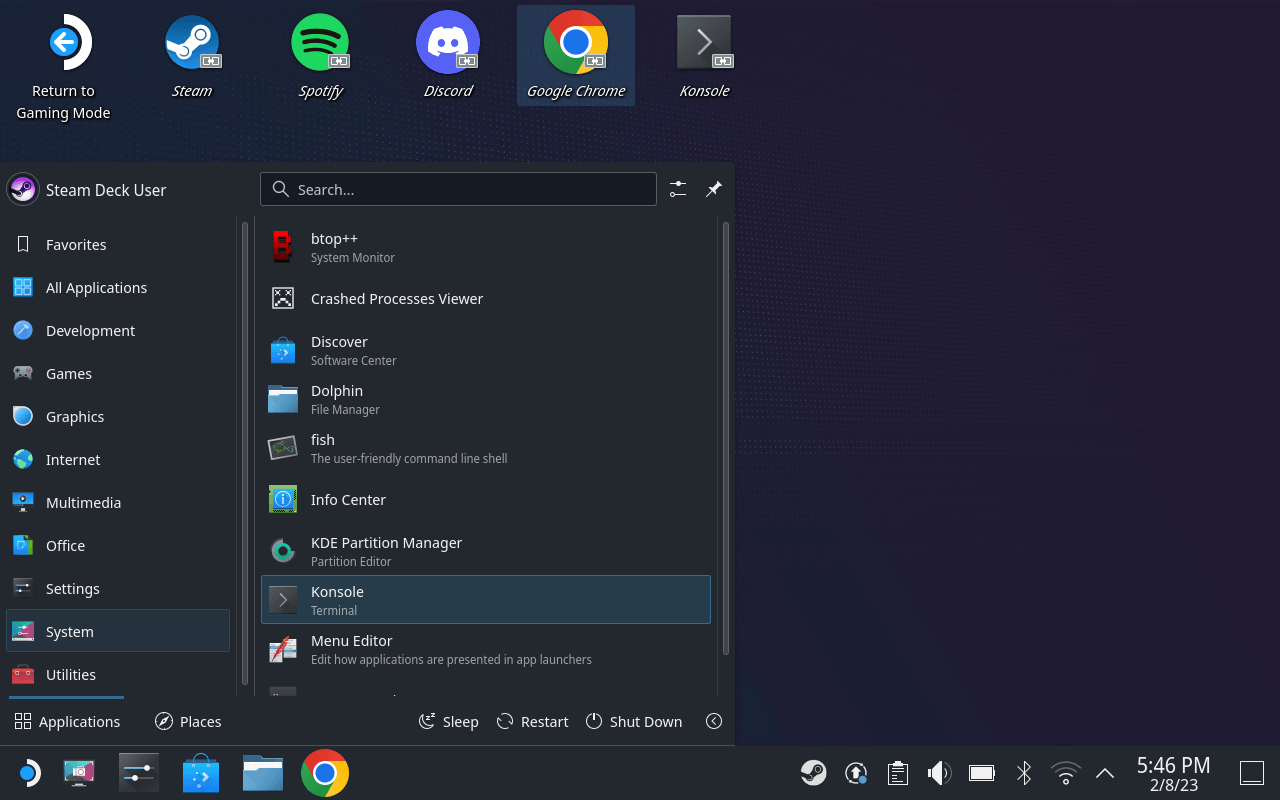 Return to
Gaming Mode
Steam
Spotify
Discord
Google Chrome
Konsole
Steam Deck User
Search...
Favorites
All Applications
Development
Games
Graphics
Internet
Multimedia
Office
Settings
System
Utilities
btop++
System Monitor
Crashed Processes Viewer
Discover
Software Center
Dolphin
File Manager
fish
The user-friendly command line shell
Info Center
KDE Partition Manager
Partition Editor
Konsole
Terminal
Menu Editor
Edit how applications are presented in app launchers
Applications
Places
Sleep
Restart
Shut Down
5:46 PM
2/8/23